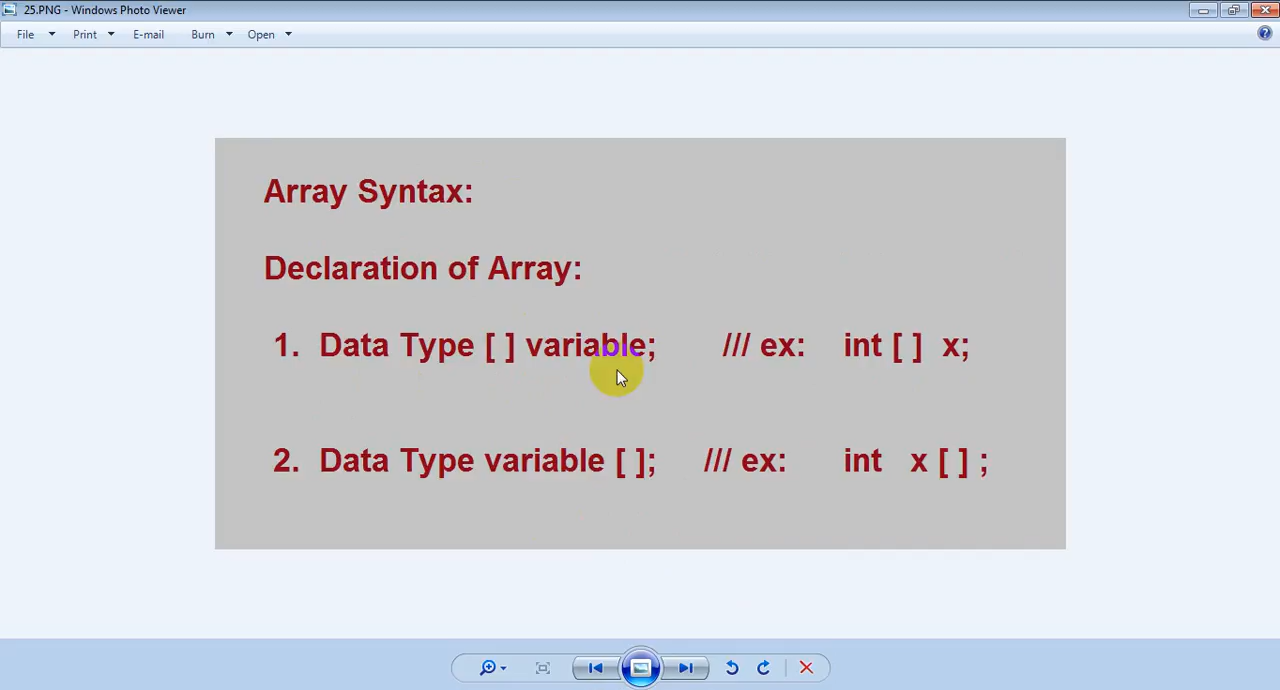 25.PNG - Windows Photo Viewer
File Print E-mail Burn Open
Array Syntax:
Declaration of Array:
1. Data Type [ ] variable; /// ex: int [ ] x;
2. Data Type variable [ ]; /// ex: int x [ ] ;